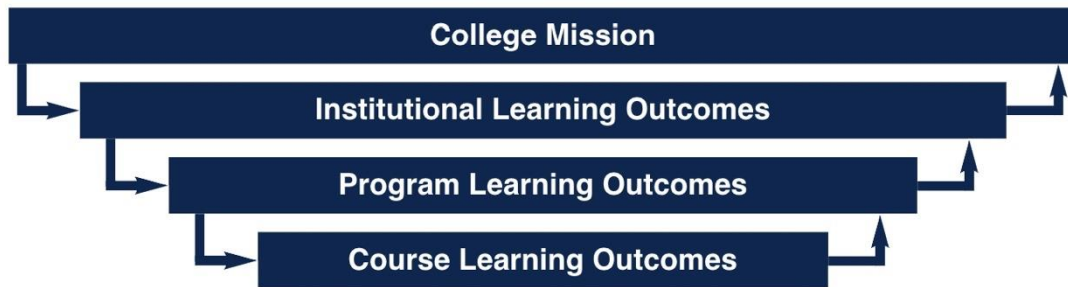 College Mission
Institutional Learning Outcomes
Program Learning Outcomes
Course Learning Outcomes